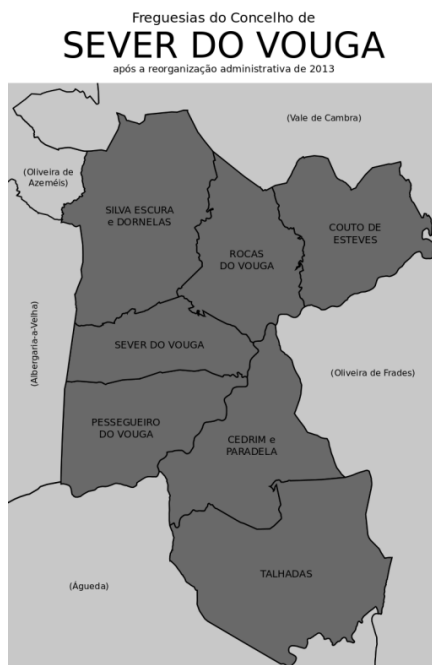 Freguesias do Concelho de
SEVER DO VOUGA
após a reorganização administrativa de 2013
(Vale de Cambra)
(Oliveira de
Azeméis)
SILVA ESCURA
e DORNELAS
COUTO DE
ESTEVES
ROCAS
DO VOUGA
(Albergaria-a-Velha)
SEVER DO VOUGA
(Oliveira de Frades)
PESSEGUEIRO
DO VOUGA
CEDRIM e
PARADELA
TALHADAS
(Águeda)